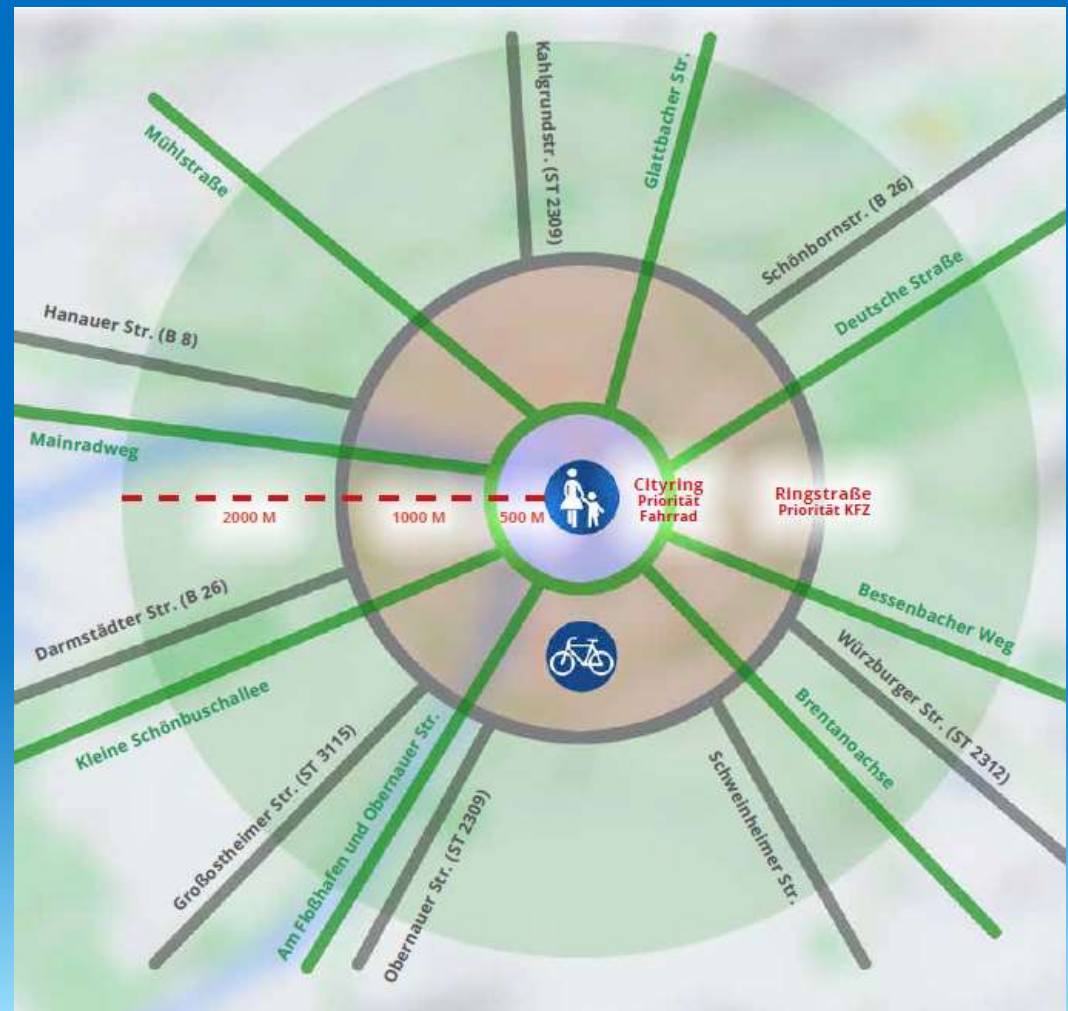 Kahlgrundstr. (ST 2309)
Glattbacher Str.
Mühlstraße
Schönbornstr. (B 26)
Deutsche Straße
Hanauer Str. (B 8)
Mainradweg
Cityring
Priorität
Fahrrad
Ringstraße
Priorität KFZ
2000 M
1000 M
500 M
Darmstädter Str. (B 26)
Bessenbacher Weg
Kleine Schönbuschallee
Würzburger Str. (ST 2312)
Brentanoachse
Großostheimer Str. (ST 3115)
Am Floßhafen und Obernauer Str.
Obernauer Str. (ST 2309)
Schweinheimer Str.